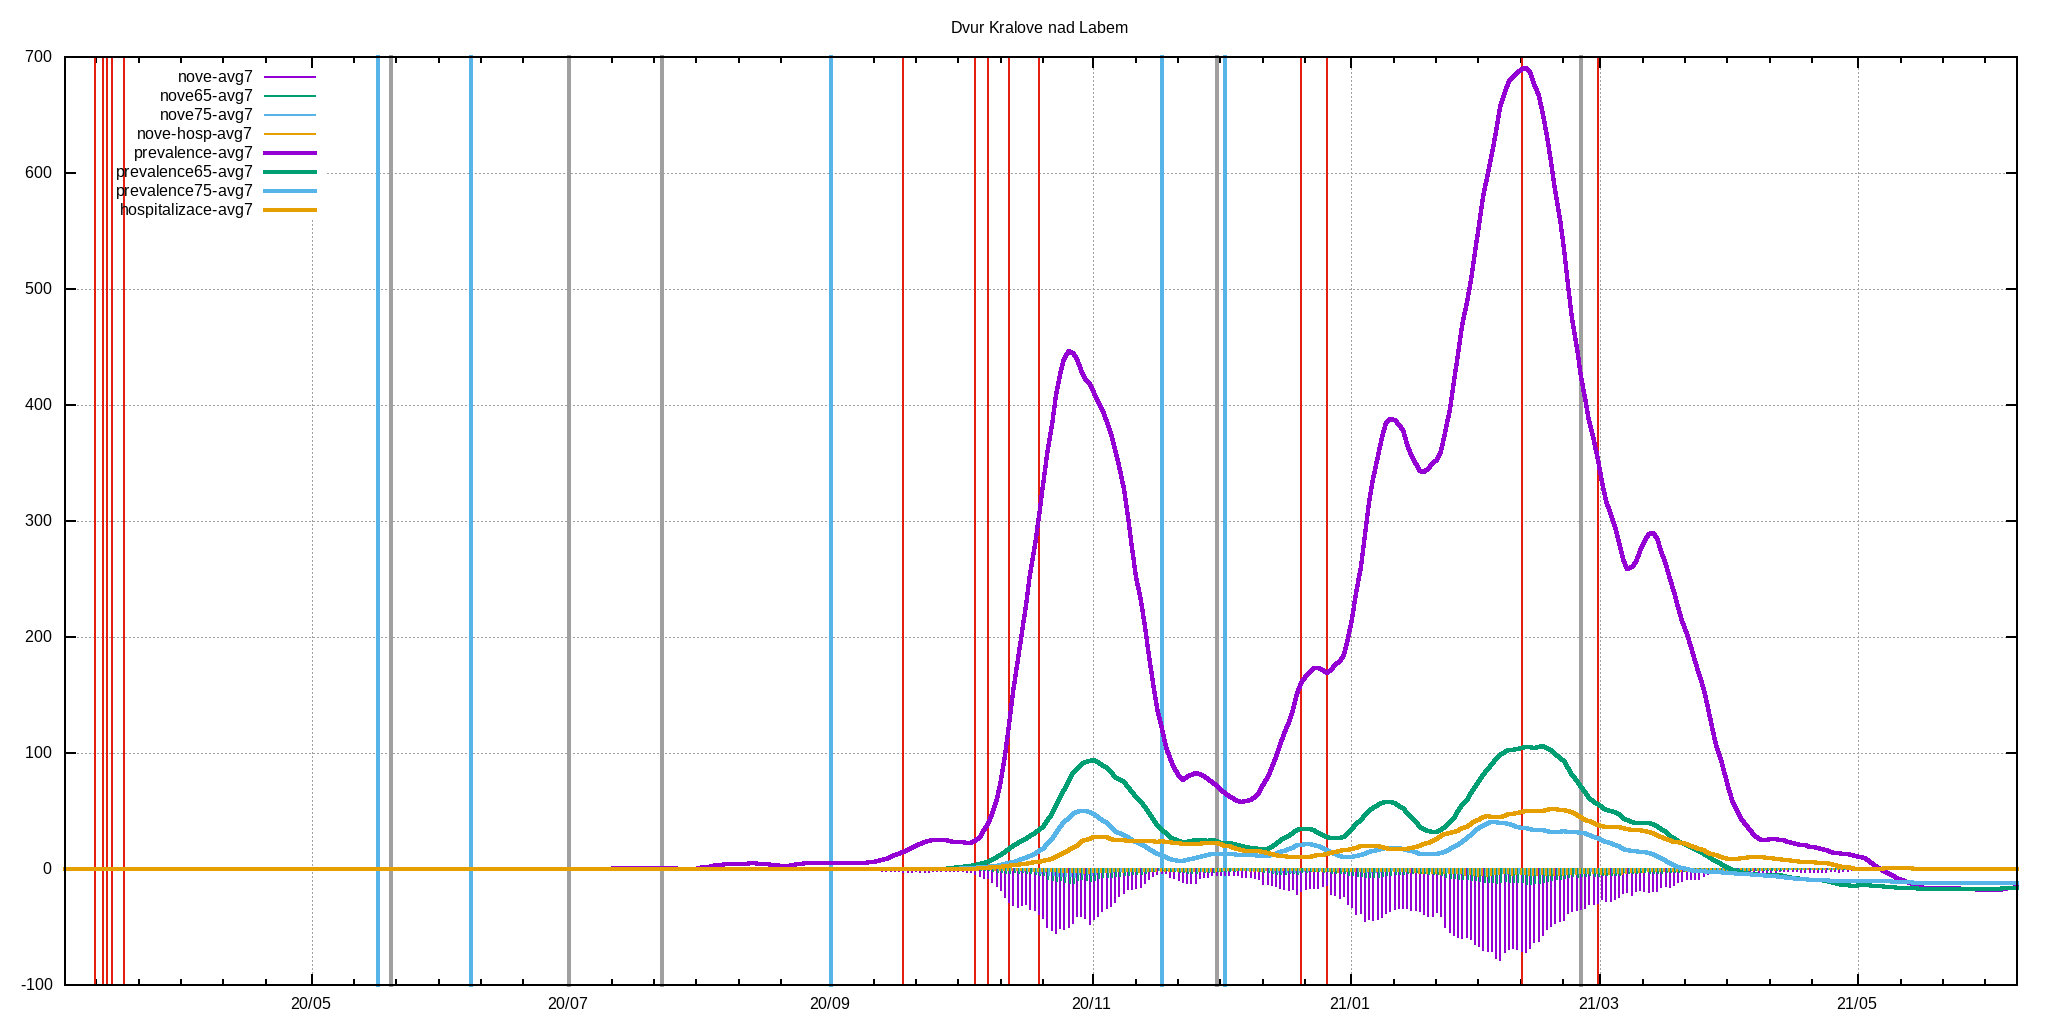 Dvur Kralove nad Labem
700
600
500
400
300
200
100
0
-100
nove-avg7
nove65-avg7
nove75-avg7
nove-hosp-avg7
prevalence-avg7
prevalence65-avg7
prevalence75-avg7
hospitalizace-avg7
20/05 20/07 20/09 20/11 21/01 21/03 21/05